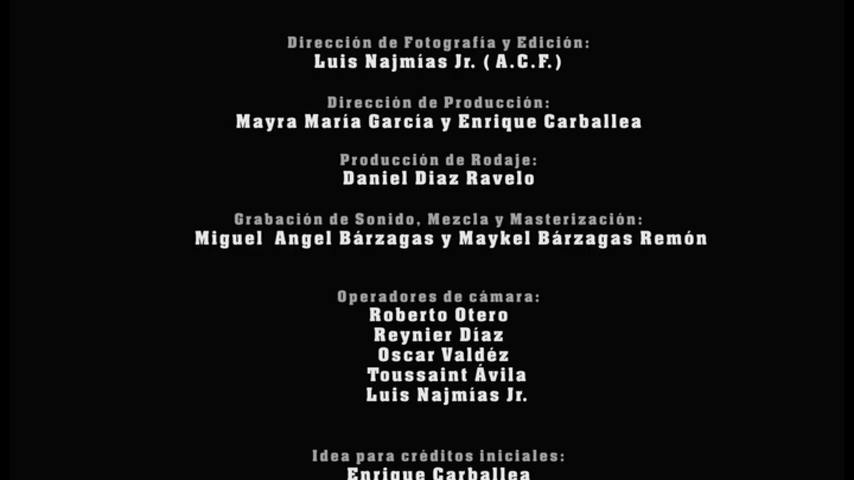 Dirección de Fotografía y Edición:
Luis Najmías Jr. ( A.C.F.)
Dirección de Producción:
Mayra María García y Enrique Carballea
Producción de Rodaje:
Daniel Diaz Ravelo
Grabación de Sonido, Mezcla y Masterización:
Miguel Angel Bárzagas y Maykel Bárzagas Remón
Operadores de cámara:
Roberto Otero
Reynier Díaz
Oscar Valdéz
Toussaint Ávila
Luis Najmías Jr.
Idea para créditos iniciales:
Enrique Carballea